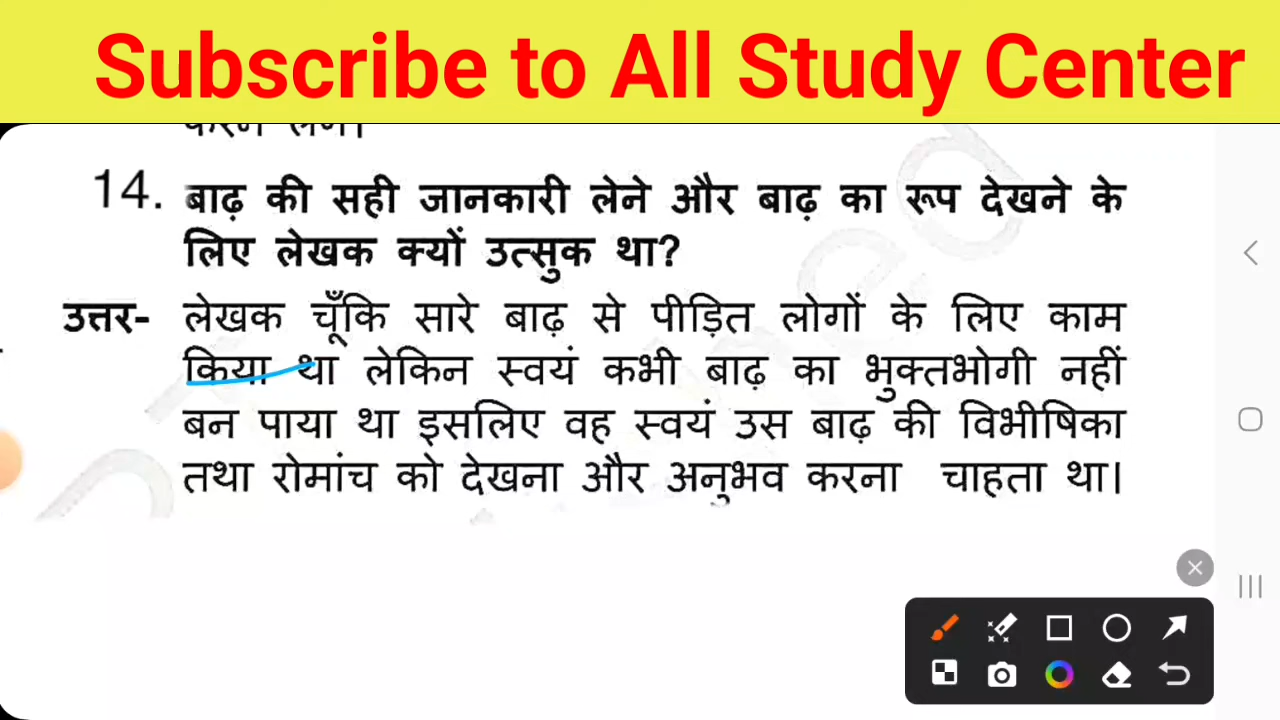 Subscribe to All Study Center
14. बाढ़ की सही जानकारी लेने और बाढ़ का रूप देखने के
लिए लेखक क्यों उत्सुक था?
उत्तर- लेखक चूँकि सारे बाढ़ से पीड़ित लोगों के लिए काम
किया था लेकिन स्वयं कभी बाढ़ का भुक्तभोगी नहीं
बन पाया था इसलिए वह स्वयं उस बाढ़ की विभीषिका
तथा रोमांच को देखना और अनुभव करना चाहता था।